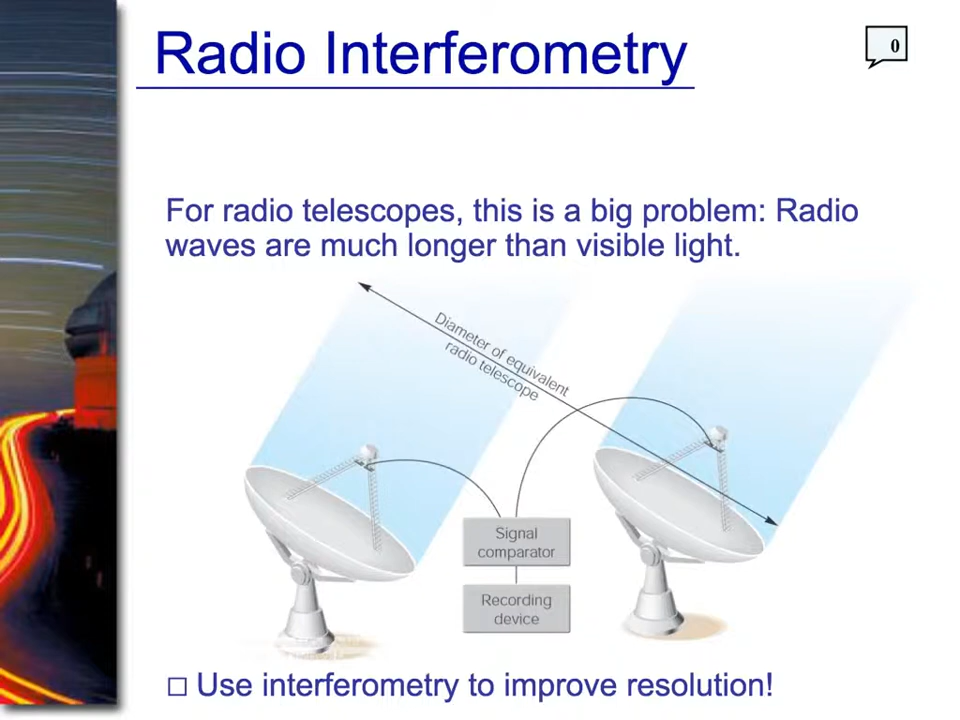 Radio Interferometry
0
For radio telescopes, this is a big problem: Radio
waves are much longer than visible light.
Diameter of equivalent
radio telescope
Signal
comparator
Recording
device
□ Use interferometry to improve resolution!